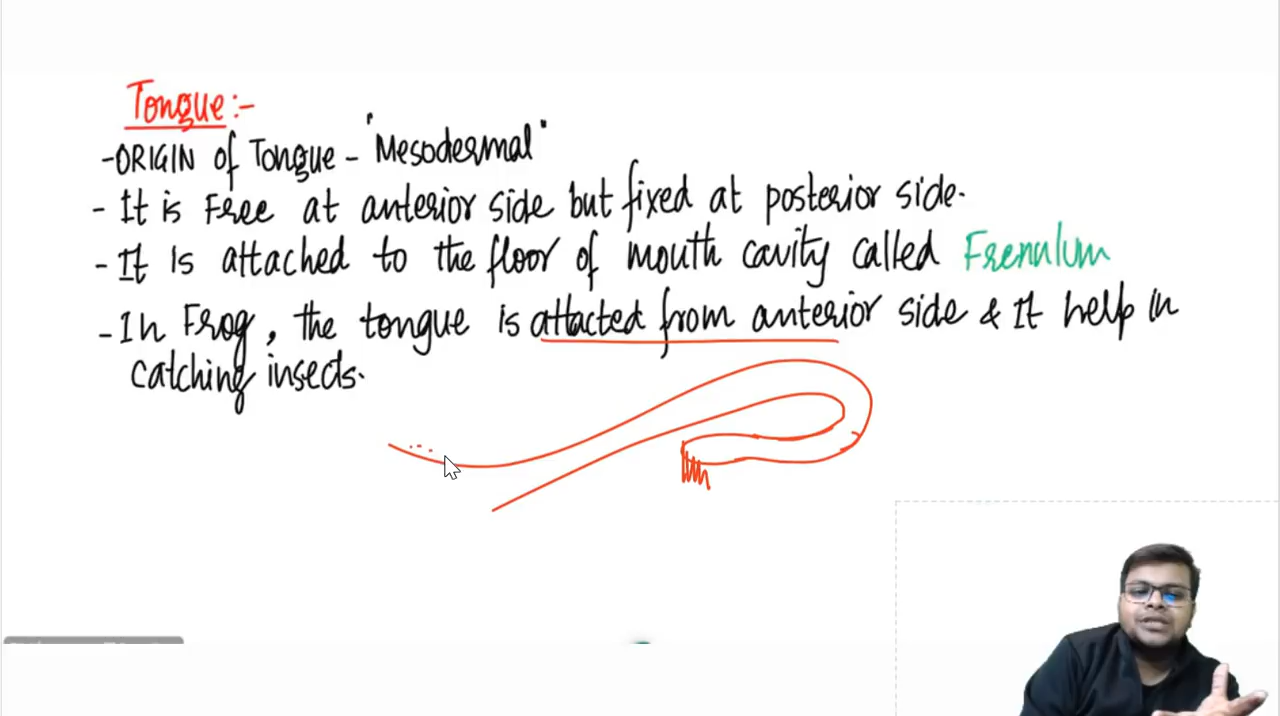 Tongue :-
- ORIGIN of Tongue - "Mesodermal"
- It is Free at anterior side but fixed at posterior side.
- It is attached to the floor of mouth cavity called Frenulum
- In Frog, the tongue is attacted from anterior side & It help in
catching insects.